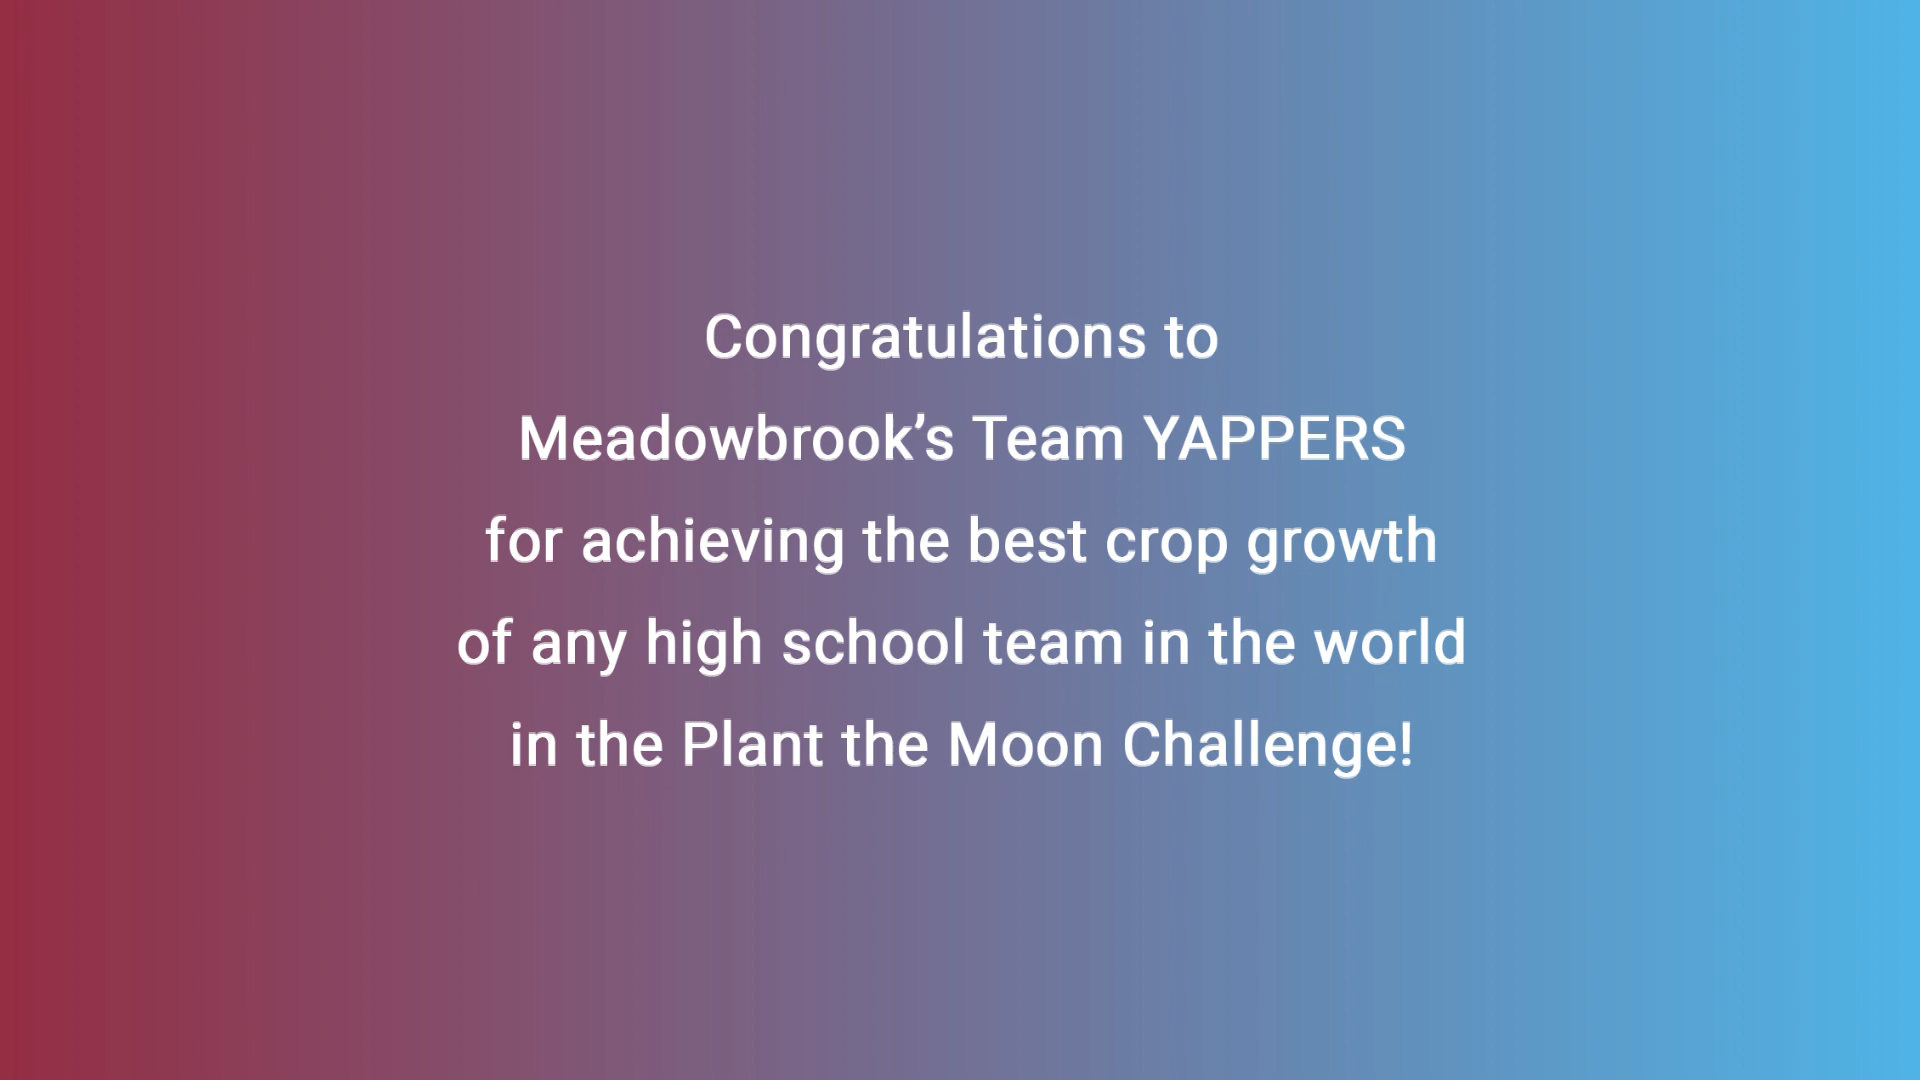 Congratulations to
Meadowbrook’s Team YAPPERS
for achieving the best crop growth
of any high school team in the world
in the Plant the Moon Challenge!